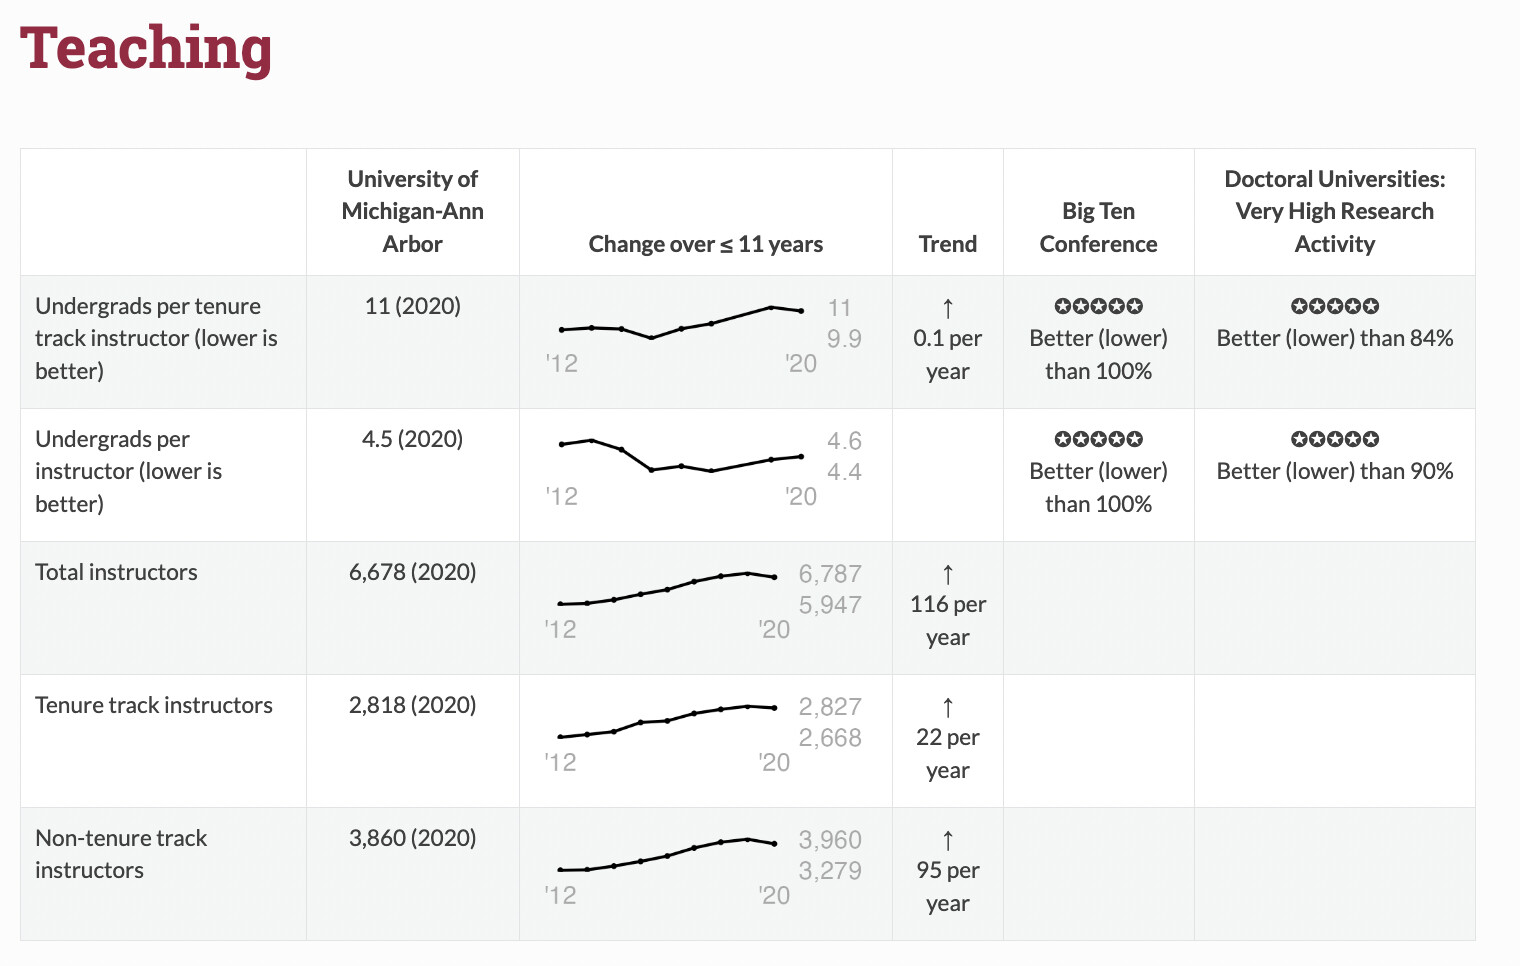 Teaching
University of
Michigan-Ann
Arbor
Change over ≤ 11 years
Trend
Big Ten
Conference
Doctoral Universities:
Very High Research
Activity
Undergrads per tenure
track instructor (lower is
better)
11 (2020)
11
9.9
'12
'20
↑
0.1 per
year
✪✪✪✪✪
Better (lower)
than 100%
✪✪✪✪✪
Better (lower) than 84%
Undergrads per
instructor (lower is
better)
4.5 (2020)
4.6
4.4
'12
'20
✪✪✪✪✪
Better (lower)
than 100%
✪✪✪✪✪
Better (lower) than 90%
Total instructors
6,678 (2020)
6,787
5,947
'12
'20
↑
116 per
year
Tenure track instructors
2,818 (2020)
2,827
2,668
'12
'20
↑
22 per
year
Non-tenure track
instructors
3,860 (2020)
3,960
3,279
'12
'20
↑
95 per
year